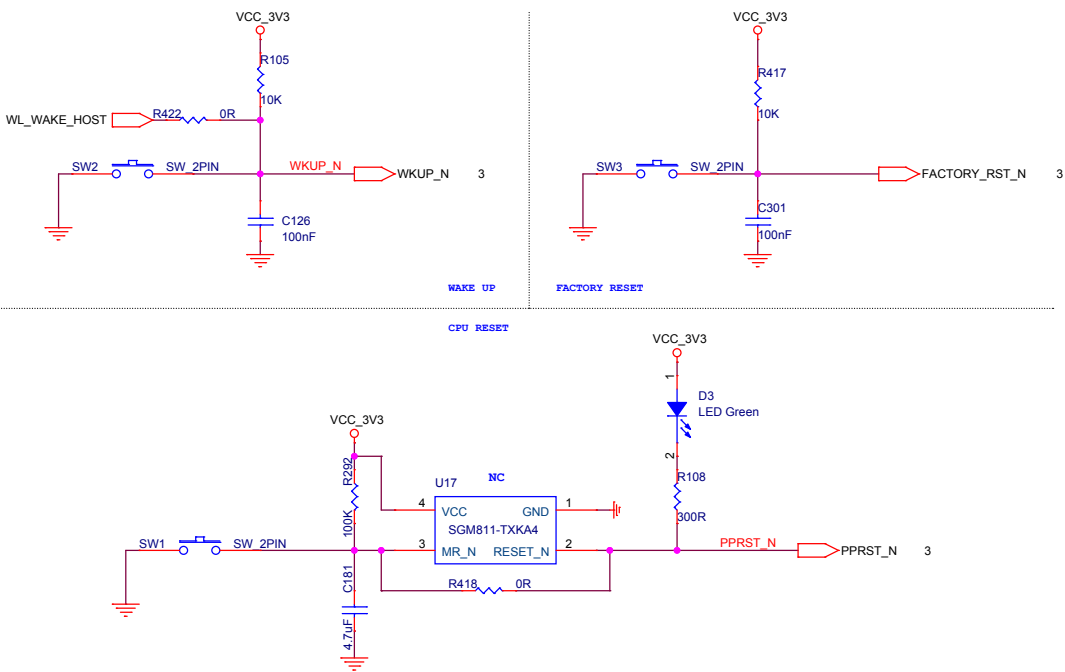 VCC_3V3
R105
10K
WL_WAKE_HOST
R422 0R
SW2 SW_2PIN
WKUP_N
WKUP_N 3
C126
100nF
WAKE UP
VCC_3V3
R417
10K
SW3 SW_2PIN
FACTORY_RST_N 3
C301
100nF
FACTORY RESET
CPU RESET
VCC_3V3
1
D3
LED Green
2
R108
300R
VCC_3V3
R292
100K
U17 NC
4 VCC GND 1
SGM811-TXKA4
3 MR_N RESET_N 2
SW1 SW_2PIN
PPRST_N
PPRST_N 3
R418 0R
C181
4.7uF